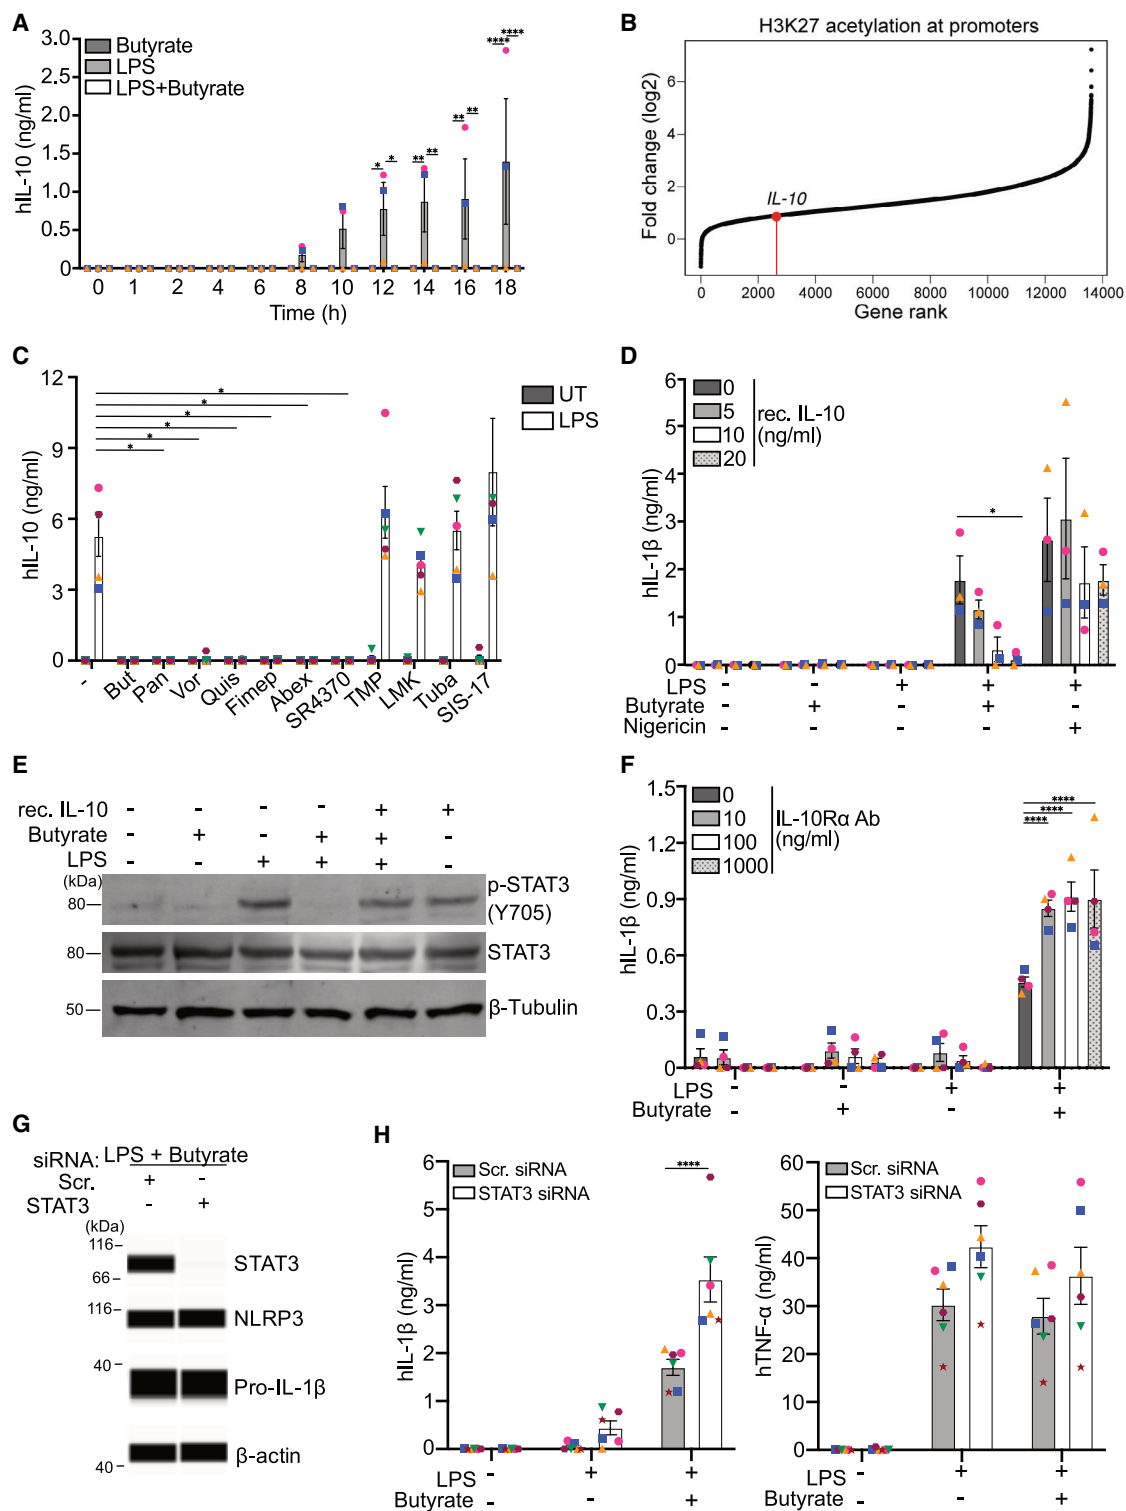 A
hIL-10 (ng/ml)
3.0
2.5
2.0
1.5
1.0
0.5
0
Butyrate
LPS
LPS+Butyrate
* *
** **
** **
**** ****
0 1 2 4 6 8 10 12 14 16 18
Time (h)
B
H3K27 acetylation at promoters
Fold change (log2)
6
4
2
0
IL-10
0 2000 4000 6000 8000 10000 12000 14000
Gene rank
C
hIL-10 (ng/ml)
12
9
6
3
0
*
*
*
*
*
*
UT
LPS
- But Pan Vor Quis Fimep Abex SR4370 TMP LMK Tuba SIS-17
D
hIL-1β (ng/ml)
6
5
4
3
2
1
0
0
5
10
20
rec. IL-10
(ng/ml)
*
LPS - - + + +
Butyrate - + - + -
Nigericin - - - - +
E
rec. IL-10 - - - - + +
Butyrate - + - + + -
LPS - - + + + -
(kDa)
80 p-STAT3
(Y705)
80 STAT3
50 β-Tubulin
F
hIL-1β (ng/ml)
1.5
1.2
0.9
0.6
0.3
0
0
10
100
1000
IL-10Rα Ab
(ng/ml)
****
****
****
LPS - - + +
Butyrate - + - +
G
LPS + Butyrate
siRNA:
Scr. + -
STAT3 - +
(kDa)
116
66
STAT3
116
NLRP3
40
Pro-IL-1β
β-actin
40
H
hIL-1β (ng/ml)
6
5
4
3
2
1
0
Scr. siRNA
STAT3 siRNA
****
LPS - + +
Butyrate - - +
hTNF-α (ng/ml)
60
50
40
30
20
10
0
Scr. siRNA
STAT3 siRNA
LPS - + +
Butyrate - - +